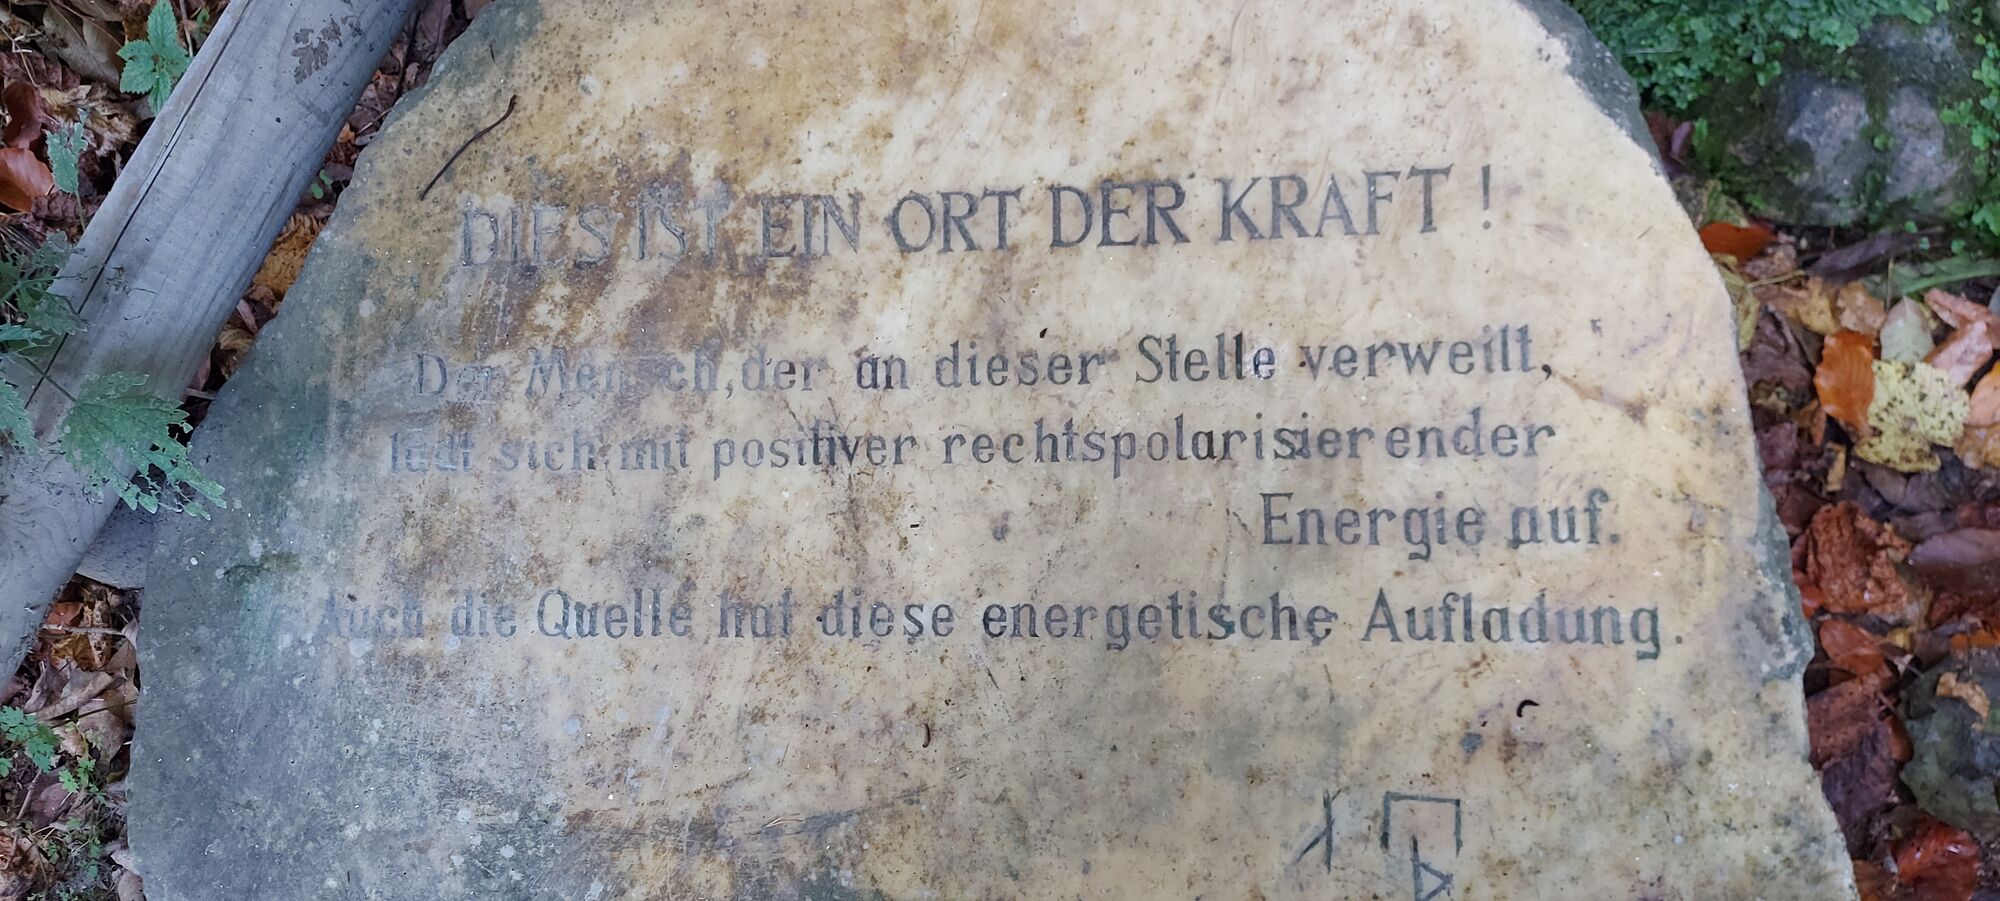 DIES IST EIN ORT DER KRAFT !
Der Mensch, der an dieser Stelle verweilt,
lädt sich mit positiver rechtspolarisierender
Energie auf.
Auch die Quelle hat diese energetische Aufladung.